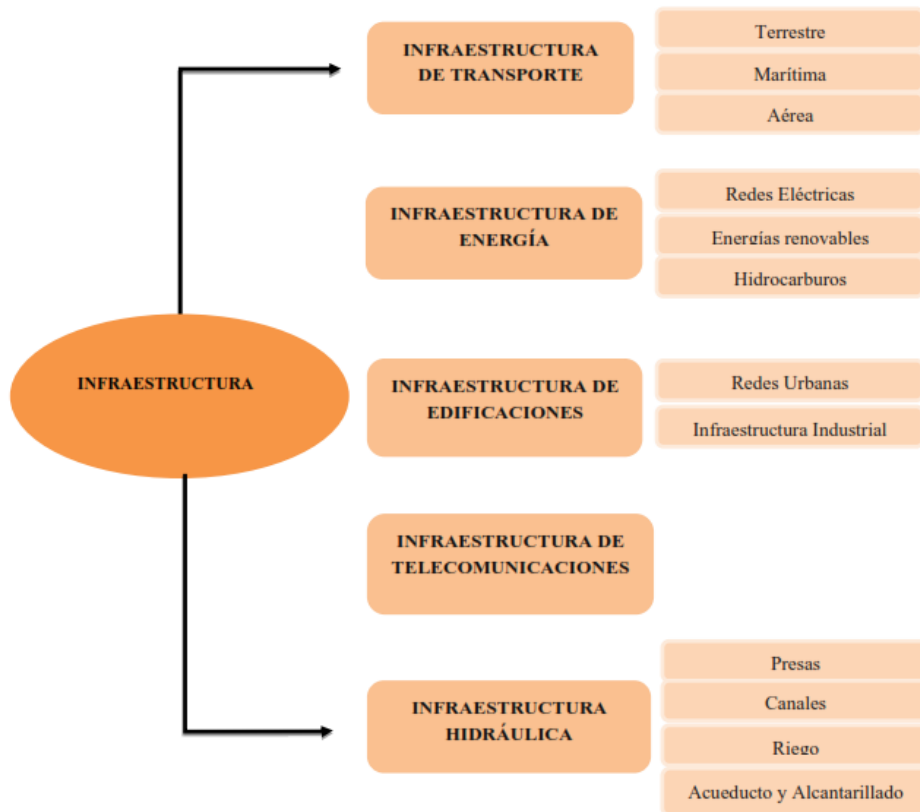 INFRAESTRUCTURA
DE TRANSPORTE
Terrestre
Marítima
Aérea
INFRAESTRUCTURA DE
ENERGÍA
Redes Eléctricas
Energías renovables
Hidrocarburos
INFRAESTRUCTURA
INFRAESTRUCTURA DE
EDIFICACIONES
Redes Urbanas
Infraestructura Industrial
INFRAESTRUCTURA DE
TELECOMUNICACIONES
INFRAESTRUCTURA
HIDRÁULICA
Presas
Canales
Riego
Acueducto y Alcantarillado